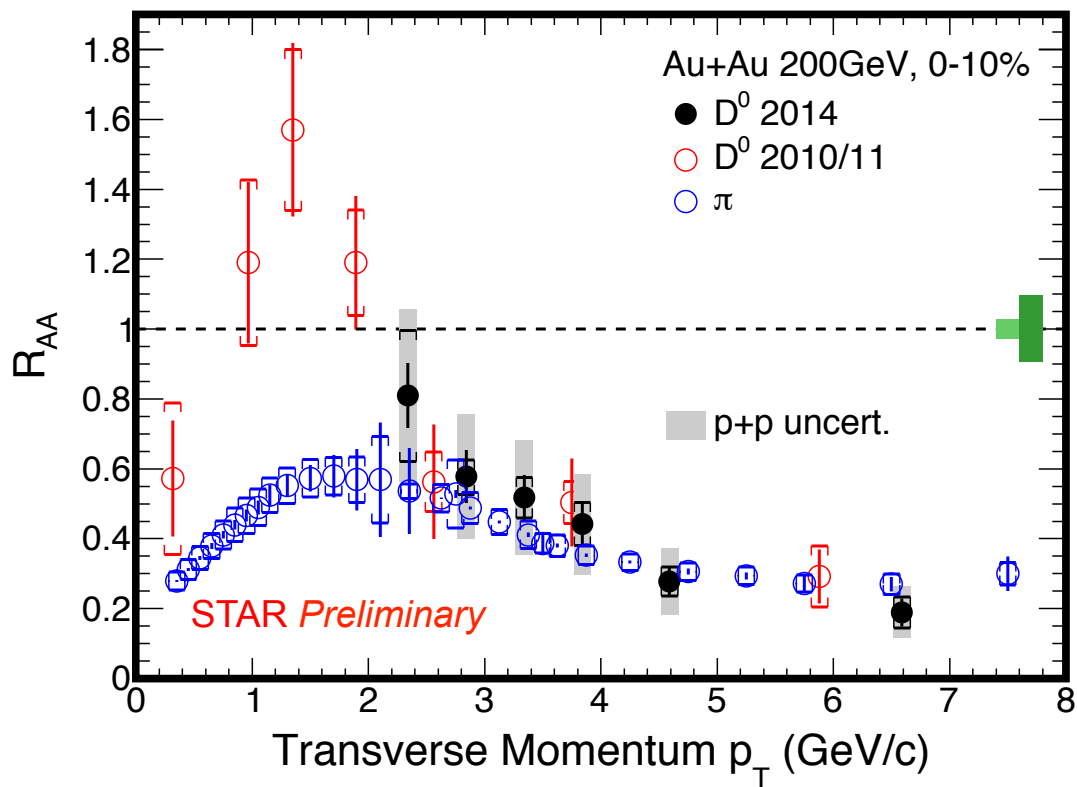 Au+Au 200GeV, 0-10%
D⁰ 2014
D⁰ 2010/11
π
p+p uncert.
STAR Preliminary
R_AA
1.8
1.6
1.4
1.2
1
0.8
0.6
0.4
0.2
0
0 1 2 3 4 5 6 7 8
Transverse Momentum p_T (GeV/c)